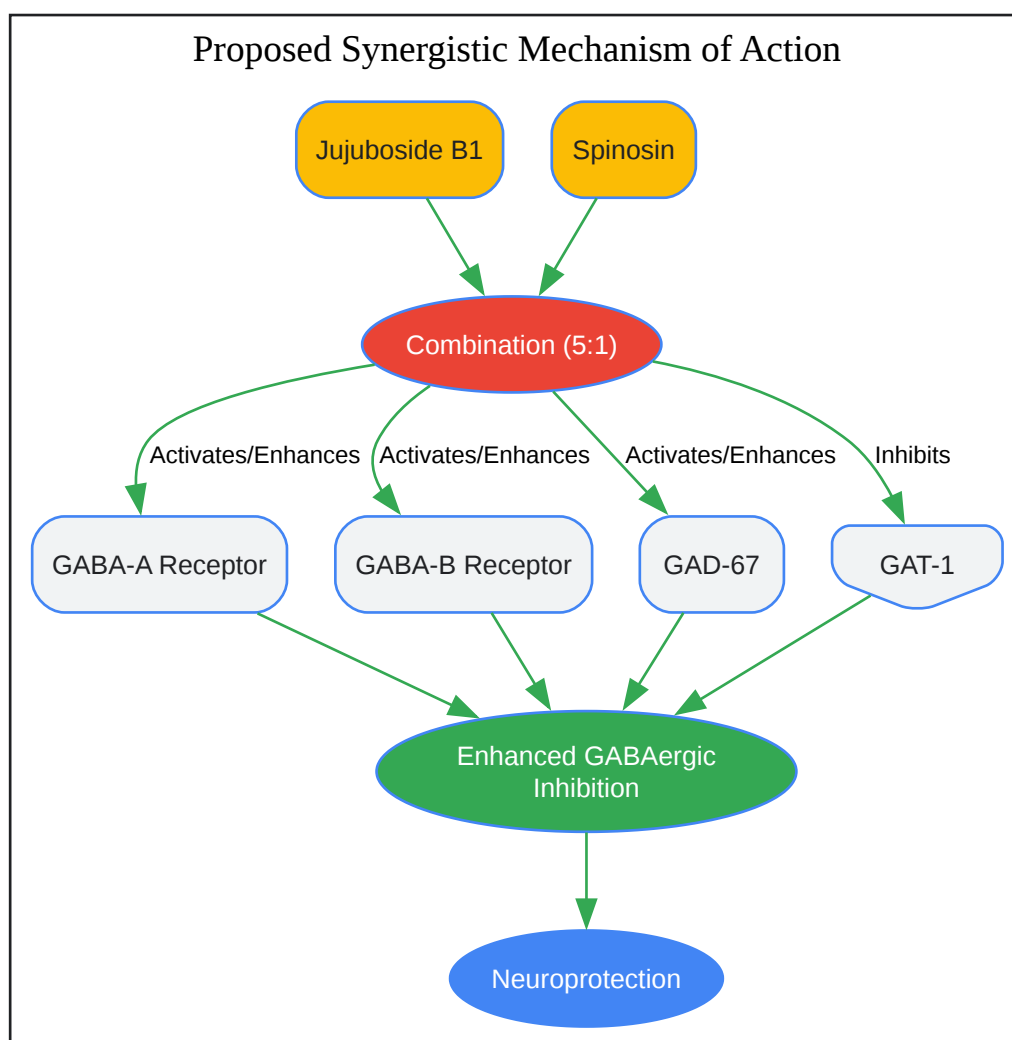 Proposed Synergistic Mechanism of Action
Jujuboside B1
Spinosin
Combination (5:1)
Activates/Enhances
Activates/Enhances
Activates/Enhances
Inhibits
GABA-A Receptor
GABA-B Receptor
GAD-67
GAT-1
Enhanced GABAergic
Inhibition
Neuroprotection